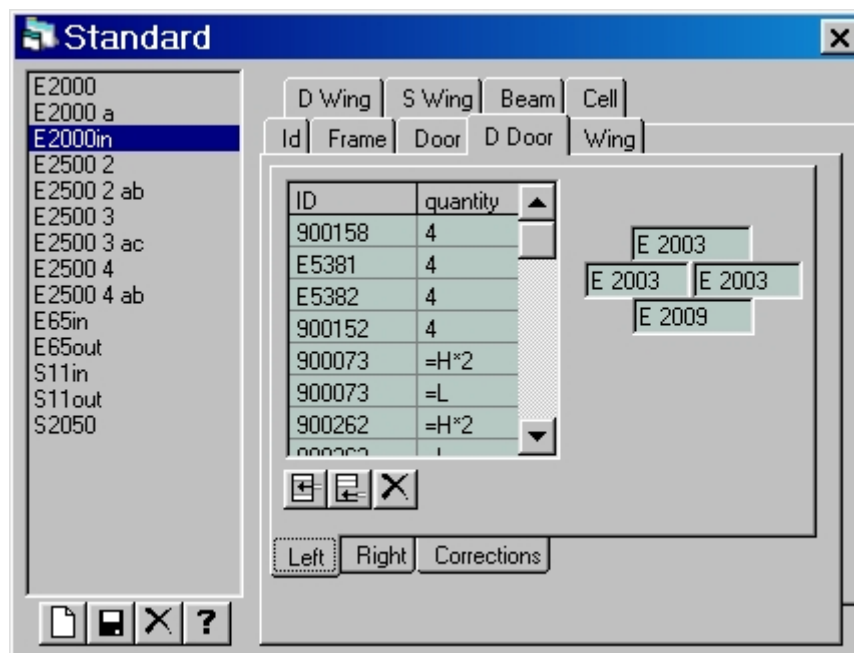 Standard
E2000
E2000 a
E2000in
E2500 2
E2500 2 ab
E2500 3
E2500 3 ac
E2500 4
E2500 4 ab
E65in
E65out
S11in
S11out
S2050
D Wing S Wing Beam Cell
Id Frame Door D Door Wing
ID quantity
900158 4
E5381 4
E5382 4
900152 4
900073 =H*2
900073 =L
900262 =H*2
E 2003
E 2003 E 2003
E 2009
Left Right Corrections
?